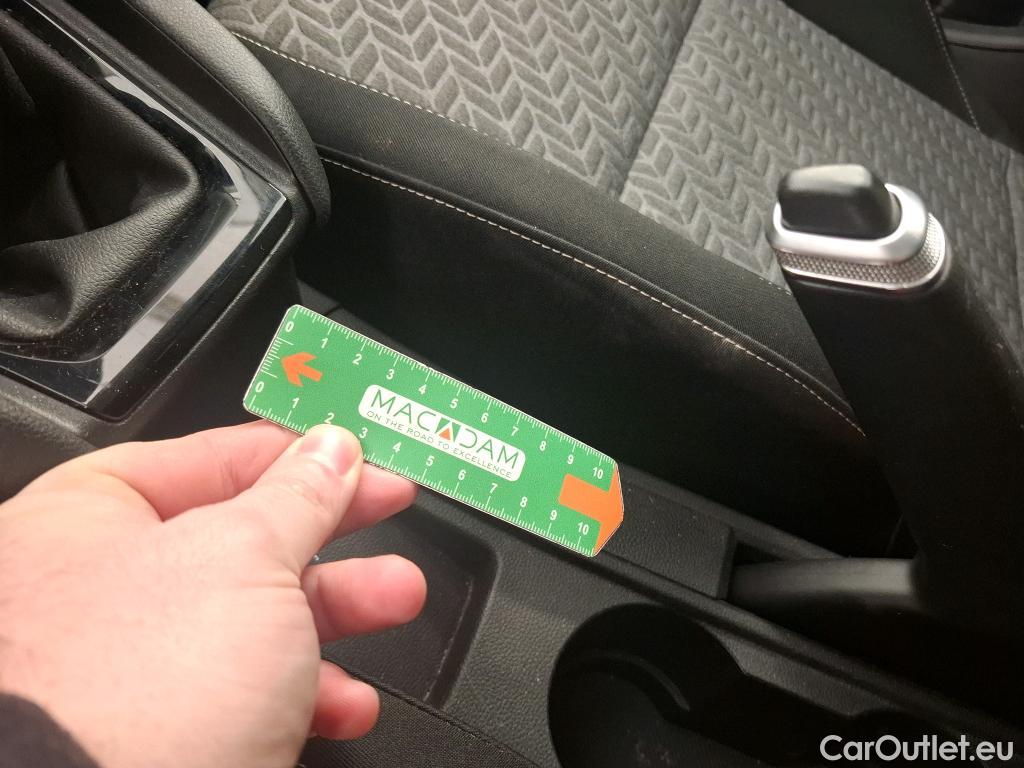 0 1 2 3 4 5 6 7 8 9 10
MACADAM
ON THE ROAD TO EXCELLENCE
0 1 2 3 4 5 6 7 8 9 10
CarOutlet.eu